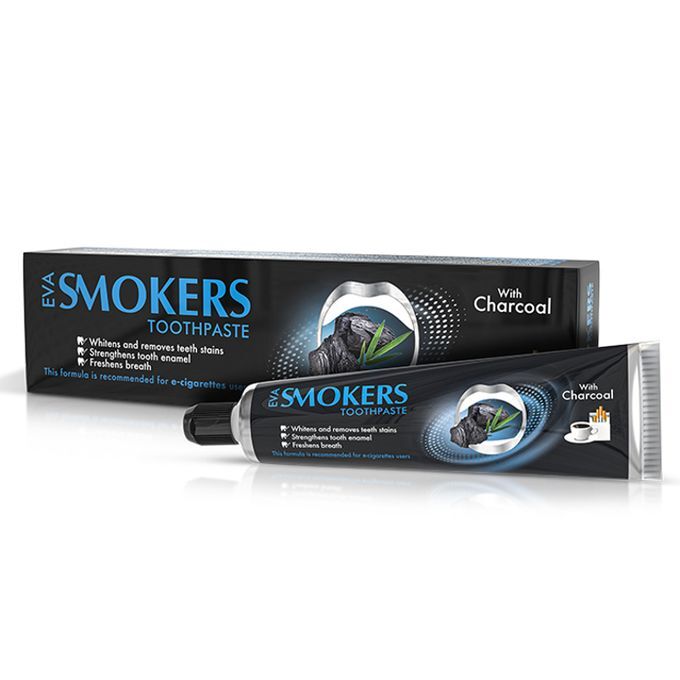 EVA
SMOKERS
TOOTHPASTE
Whitens and removes teeth stains
Strengthens tooth enamel
Freshens breath
This formula is recommended for e-cigarettes users
With
Charcoal
EVA
SMOKERS
TOOTHPASTE
Whitens and removes teeth stains
Strengthens tooth enamel
Freshens breath
This formula is recommended for e-cigarettes users
With
Charcoal